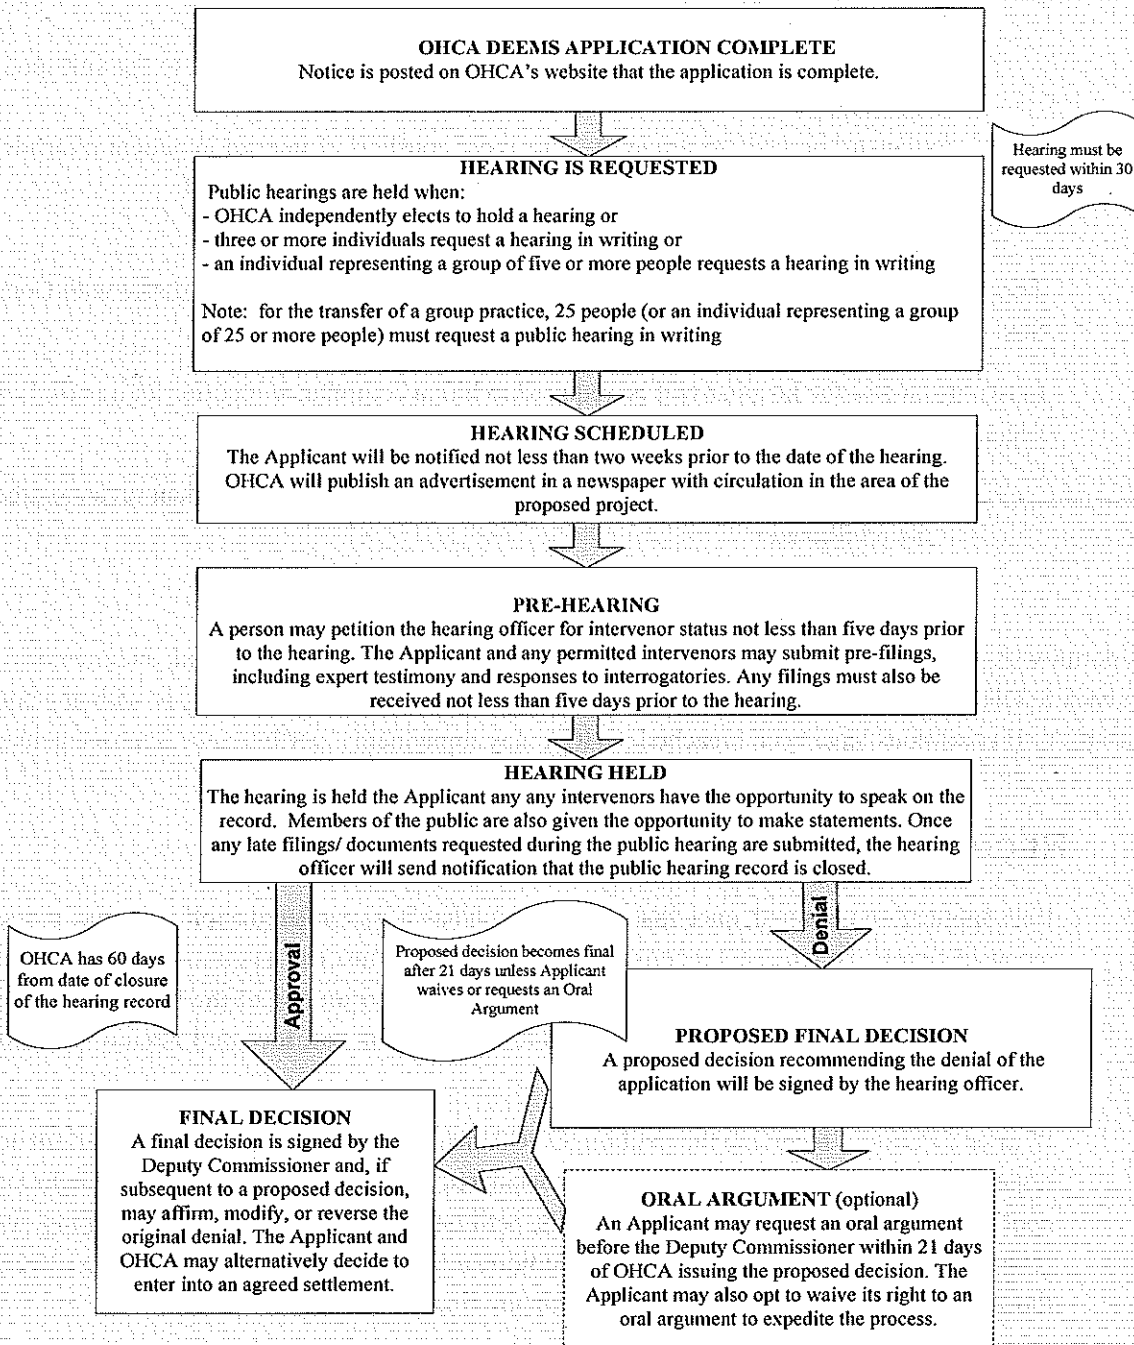 OHCA DEEMS APPLICATION COMPLETE
Notice is posted on OHCA's website that the application is complete.
Hearing must be
requested within 30
days
HEARING IS REQUESTED
Public hearings are held when:
- OHCA independently elects to hold a hearing or
- three or more individuals request a hearing in writing or
- an individual representing a group of five or more people requests a hearing in writing
Note: for the transfer of a group practice, 25 people (or an individual representing a group
of 25 or more people) must request a public hearing in writing
HEARING SCHEDULED
The Applicant will be notified not less than two weeks prior to the date of the hearing.
OHCA will publish an advertisement in a newspaper with circulation in the area of the
proposed project.
PRE-HEARING
A person may petition the hearing officer for intervenor status not less than five days prior
to the hearing. The Applicant and any permitted intervenors may submit pre-filings,
including expert testimony and responses to interrogatories. Any filings must also be
received not less than five days prior to the hearing.
HEARING HELD
The hearing is held the Applicant any any intervenors have the opportunity to speak on the
record. Members of the public are also given the opportunity to make statements. Once
any late filings/ documents requested during the public hearing are submitted, the hearing
officer will send notification that the public hearing record is closed.
OHCA has 60 days
from date of closure
of the hearing record
Approval
Proposed decision becomes final
after 21 days unless Applicant
waives or requests an Oral
Argument
Denial
PROPOSED FINAL DECISION
A proposed decision recommending the denial of the
application will be signed by the hearing officer.
FINAL DECISION
A final decision is signed by the
Deputy Commissioner and, if
subsequent to a proposed decision,
may affirm, modify, or reverse the
original denial. The Applicant and
OHCA may alternatively decide to
enter into an agreed settlement.
ORAL ARGUMENT (optional)
An Applicant may request an oral argument
before the Deputy Commissioner within 21 days
of OHCA issuing the proposed decision. The
Applicant may also opt to waive its right to an
oral argument to expedite the process.